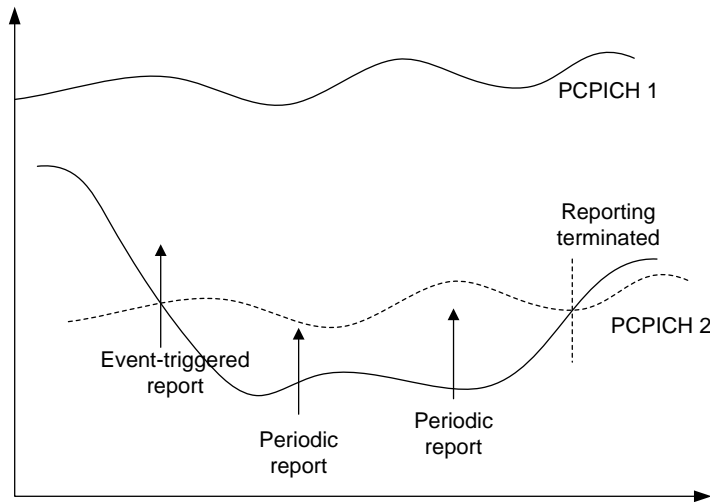 PCPICH 1
Reporting
terminated
PCPICH 2
Event-triggered
report
Periodic
report
Periodic
report